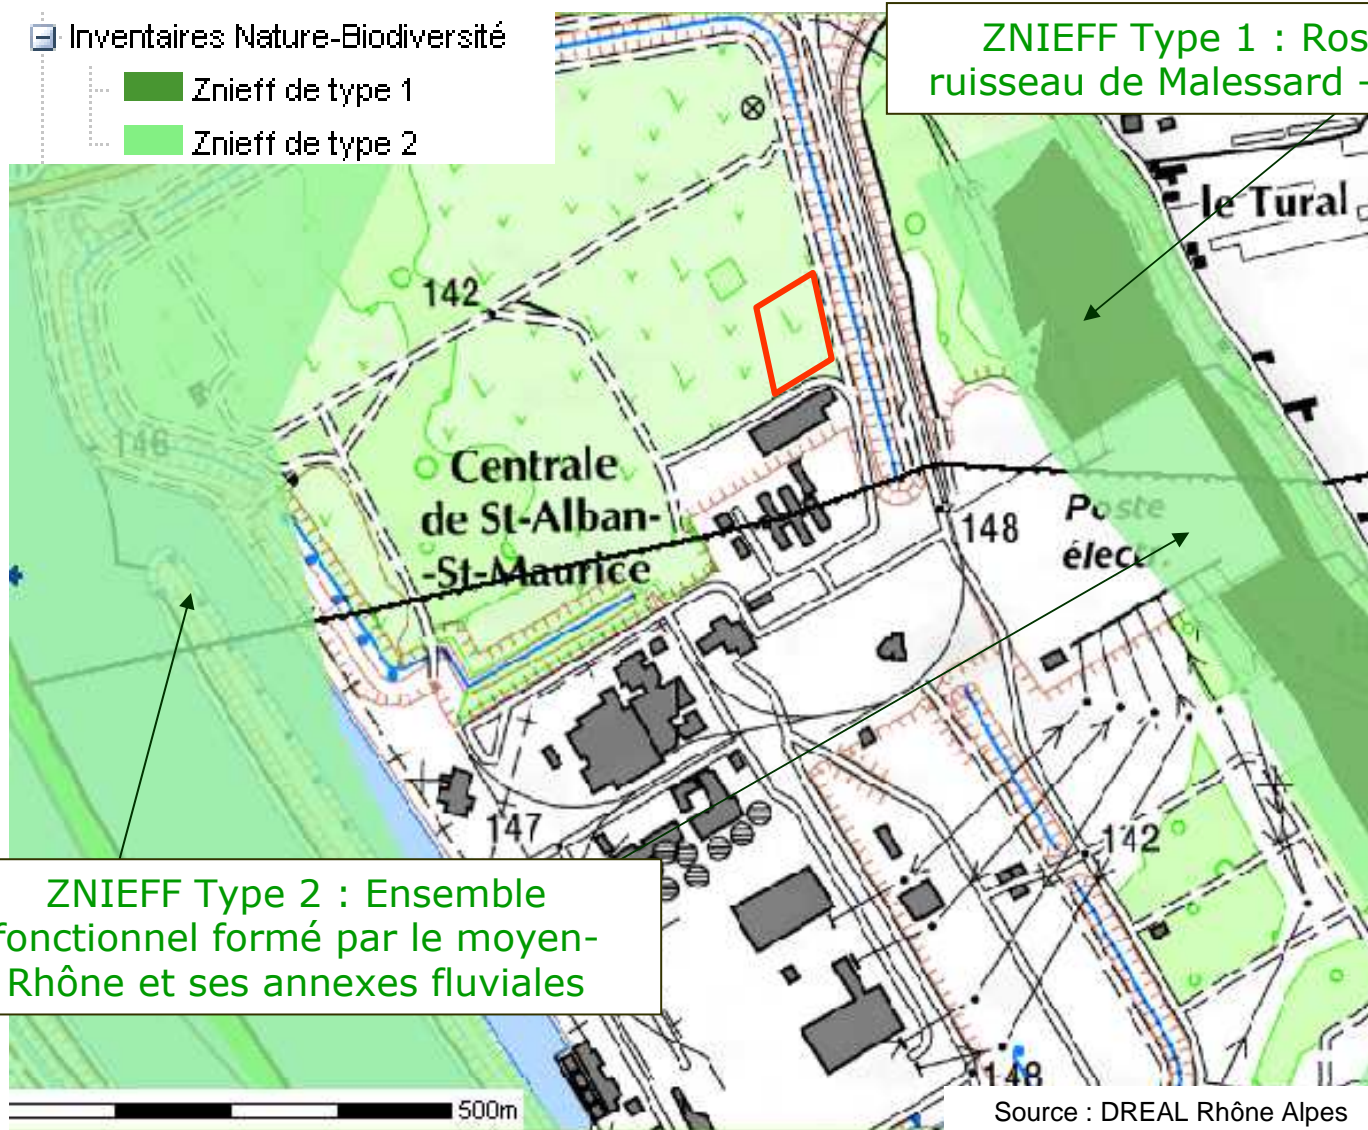 Inventaires Nature-Biodiversité
Znieff de type 1
Znieff de type 2
ZNIEFF Type 1 : Ros
ruisseau de Malessard -
le Tural
142
146
Centrale
de St-Alban-
-St-Maurice
148
Poste
élect.
147
142
ZNIEFF Type 2 : Ensemble
fonctionnel formé par le moyen-
Rhône et ses annexes fluviales
148
500m
Source : DREAL Rhône Alpes